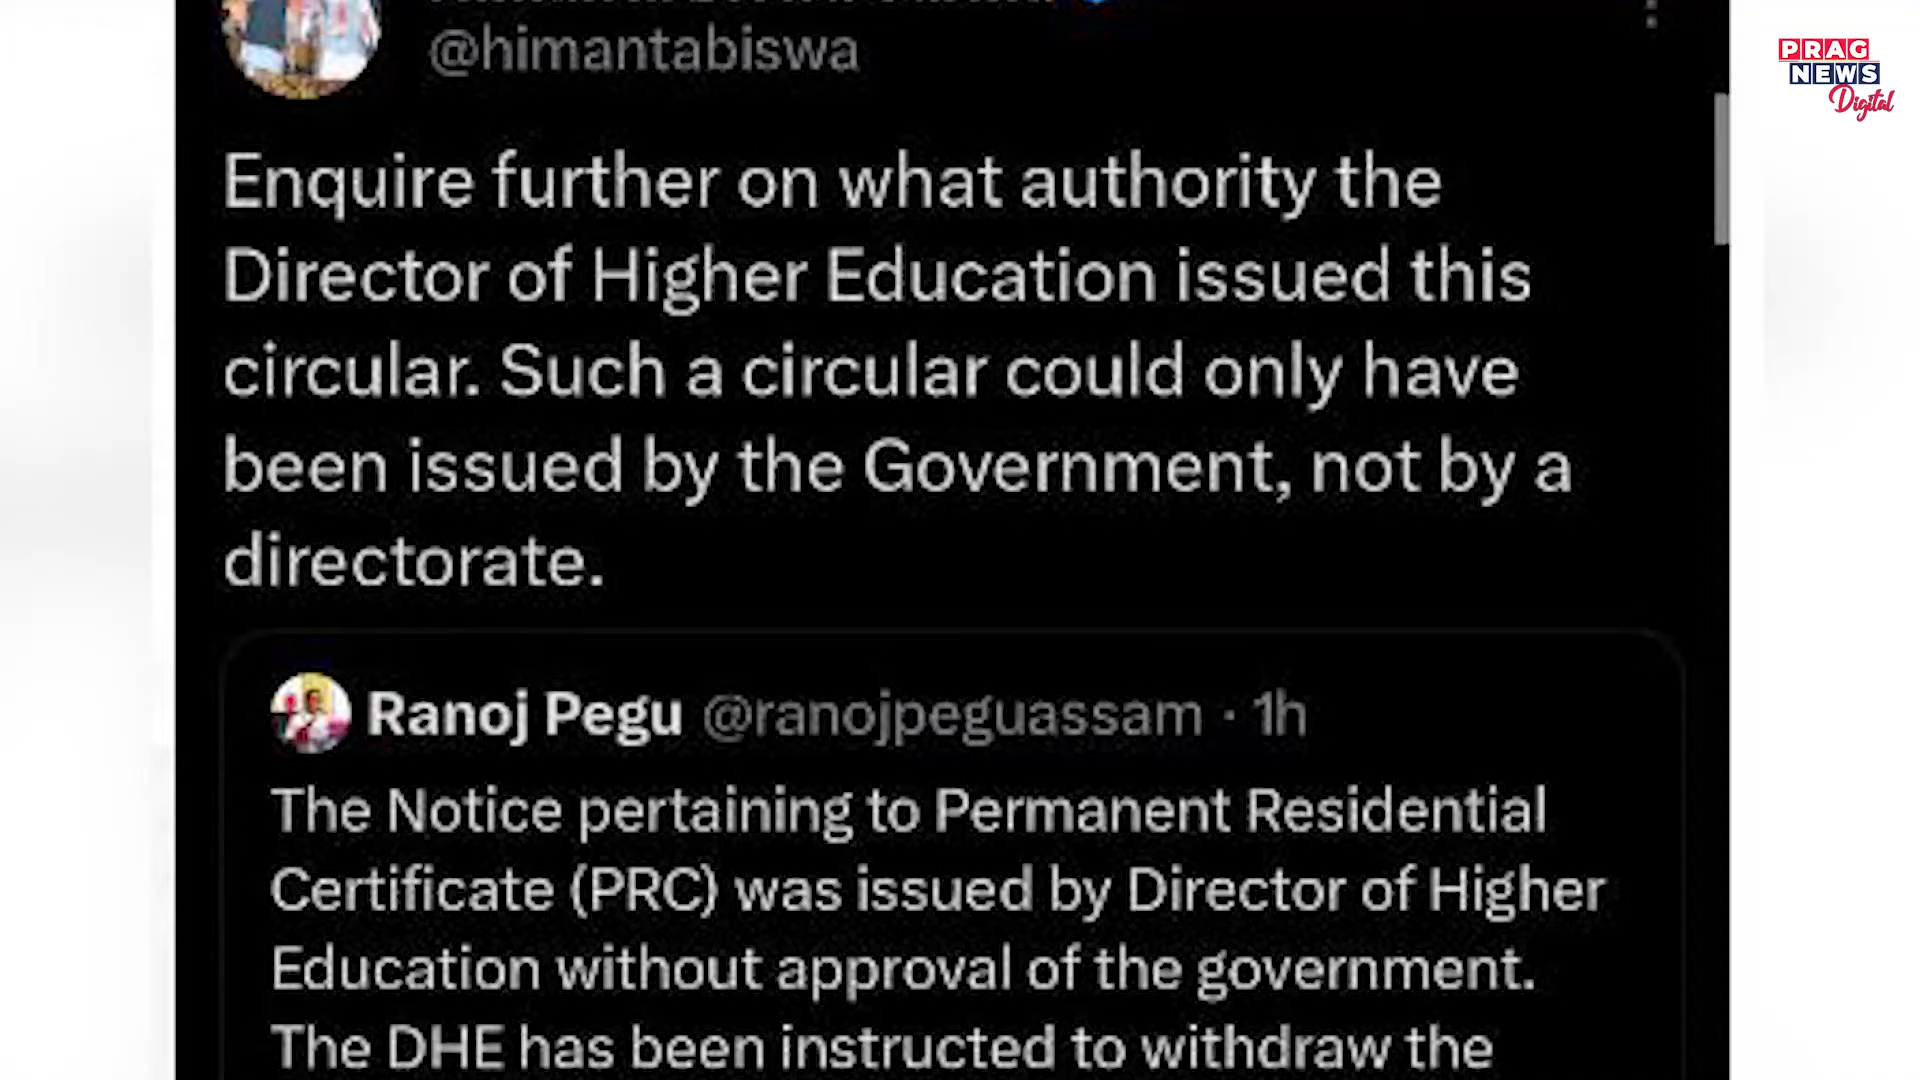 @himantabiswa
PRAG
NEWS
Digital
Enquire further on what authority the
Director of Higher Education issued this
circular. Such a circular could only have
been issued by the Government, not by a
directorate.
Ranoj Pegu @ranojpeguassam · 1h
The Notice pertaining to Permanent Residential
Certificate (PRC) was issued by Director of Higher
Education without approval of the government.
The DHE has been instructed to withdraw the